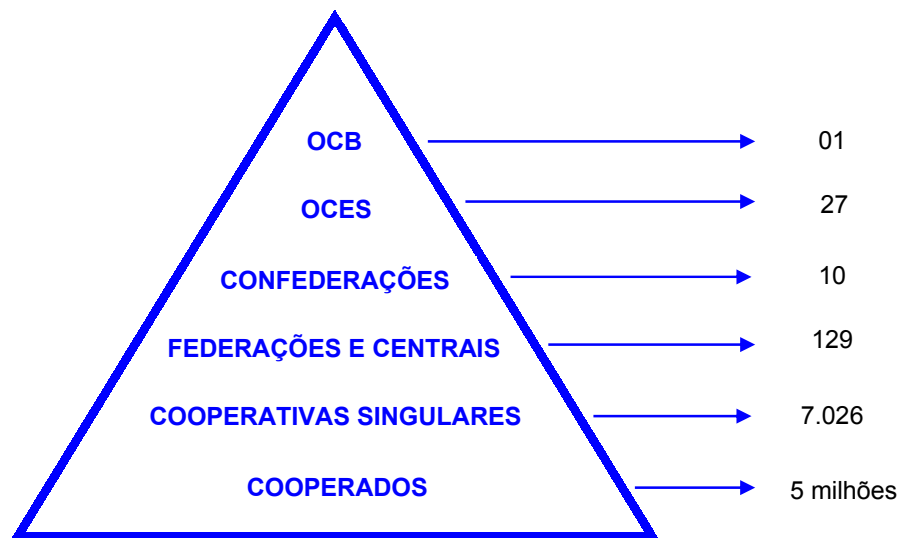 OCB 01
OCES 27
CONFEDERAÇÕES 10
FEDERAÇÕES E CENTRAIS 129
COOPERATIVAS SINGULARES 7.026
COOPERADOS 5 milhões